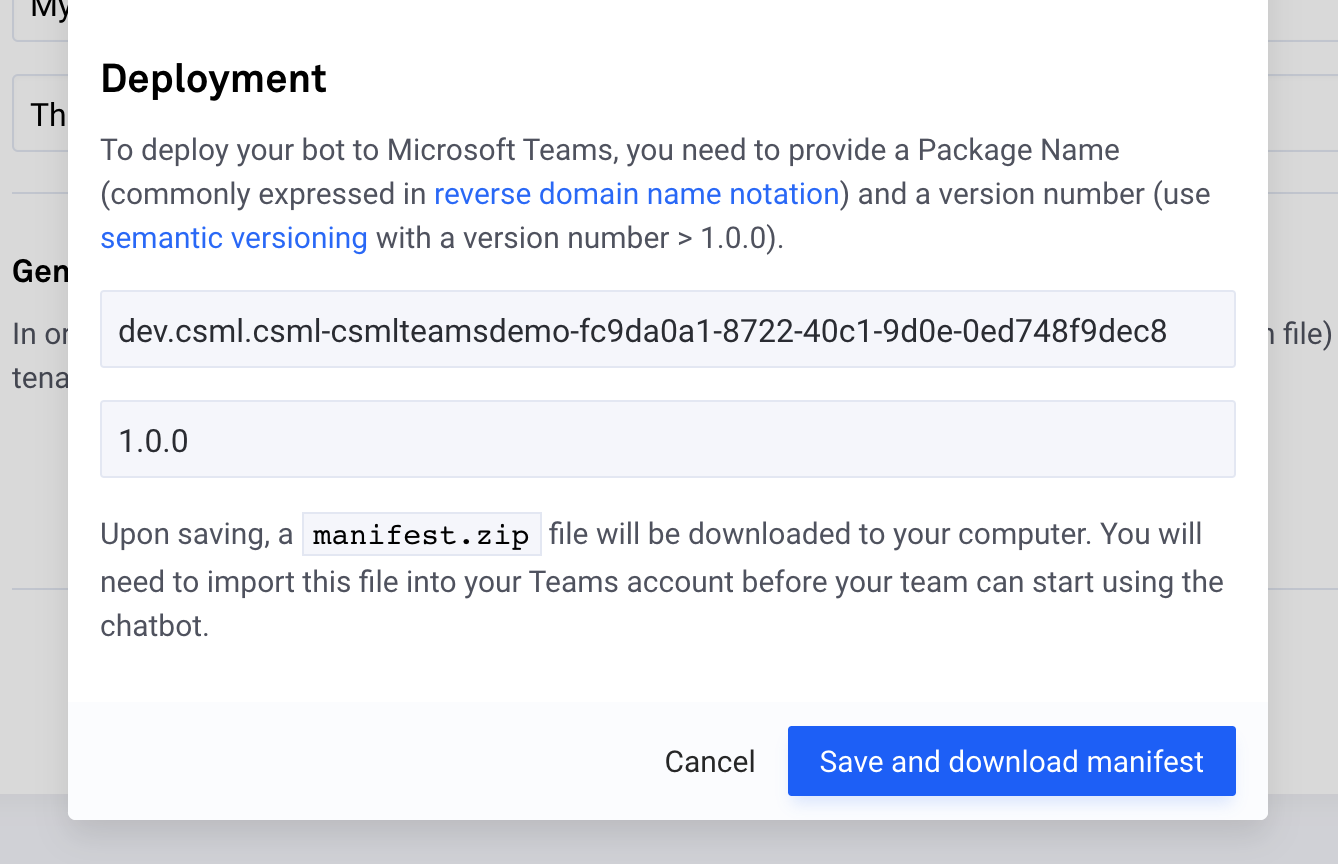 My
Deployment
Th
To deploy your bot to Microsoft Teams, you need to provide a Package Name
(commonly expressed in reverse domain name notation) and a version number (use
semantic versioning with a version number > 1.0.0).
Gen
In or
file)
tena
dev.csml.csml-csmlteamsdemo-fc9da0a1-8722-40c1-9d0e-0ed748f9dec8
1.0.0
Upon saving, a manifest.zip file will be downloaded to your computer. You will
need to import this file into your Teams account before your team can start using the
chatbot.
Cancel
Save and download manifest